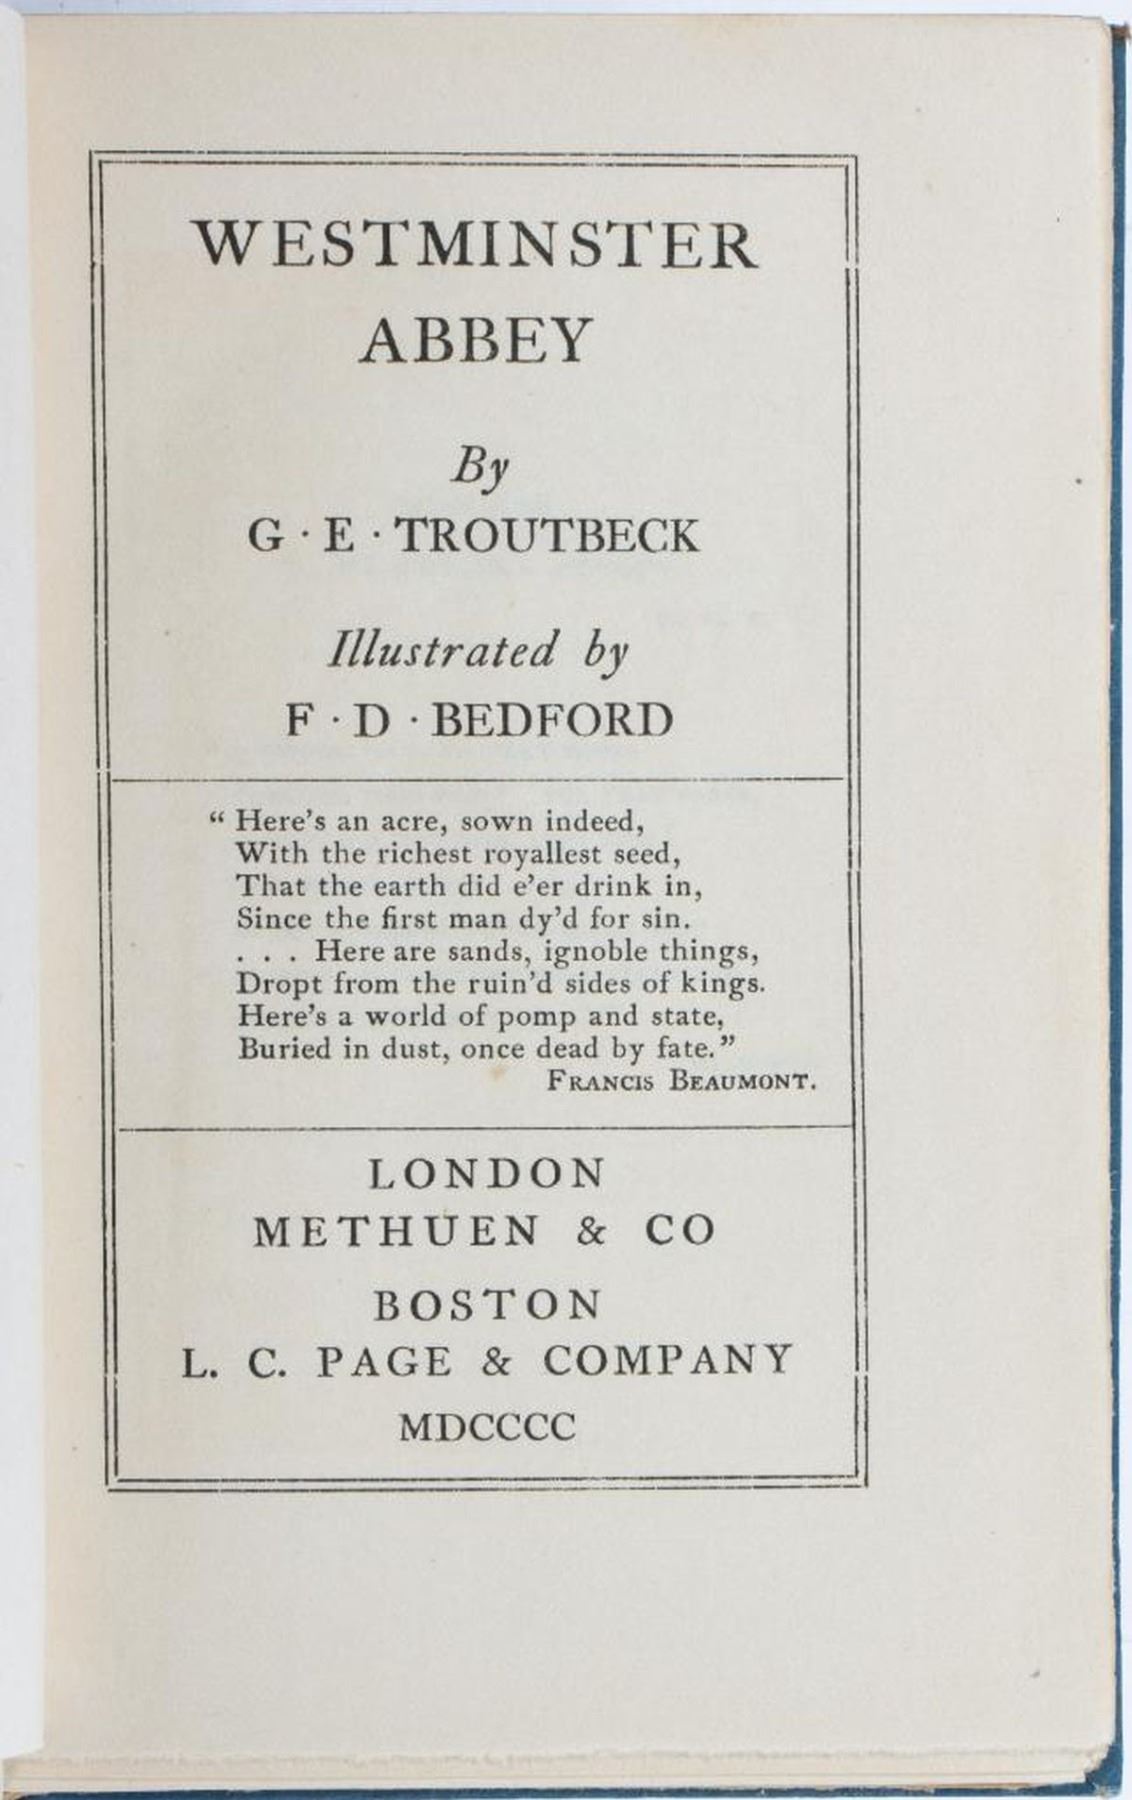 WESTMINSTER
ABBEY
By
G · E · TROUTBECK
Illustrated by
F · D · BEDFORD
“ Here’s an acre, sown indeed,
With the richest royallest seed,
That the earth did e’er drink in,
Since the first man dy’d for sin.
. . . Here are sands, ignoble things,
Dropt from the ruin’d sides of kings.
Here’s a world of pomp and state,
Buried in dust, once dead by fate.”
FRANCIS BEAUMONT.
LONDON
METHUEN & CO
BOSTON
L. C. PAGE & COMPANY
MDCCCC